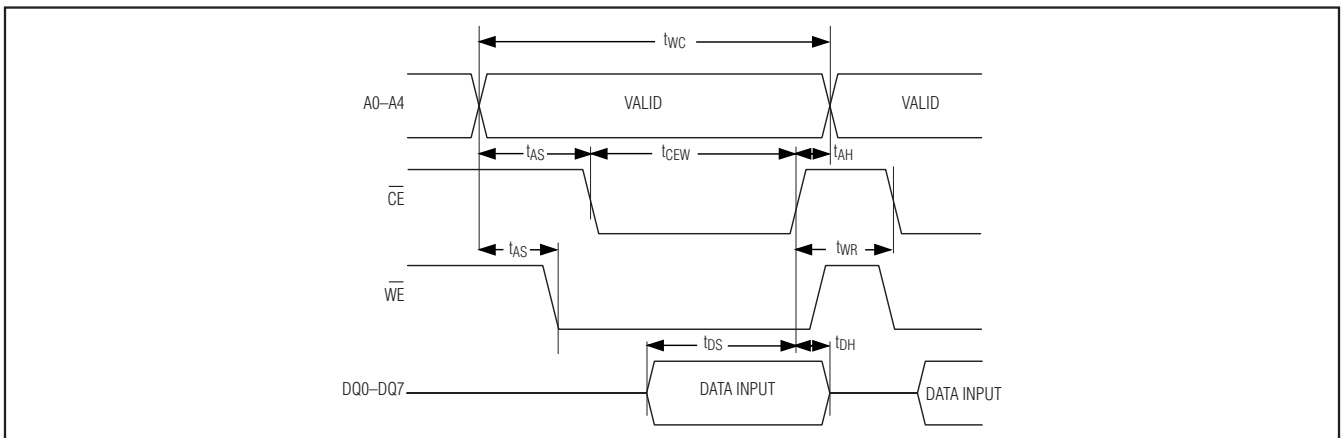 tWC
A0–A4 VALID VALID
tAS tCEW tAH
CE
tAS tWR
WE
tDS tDH
DQ0–DQ7 DATA INPUT DATA INPUT